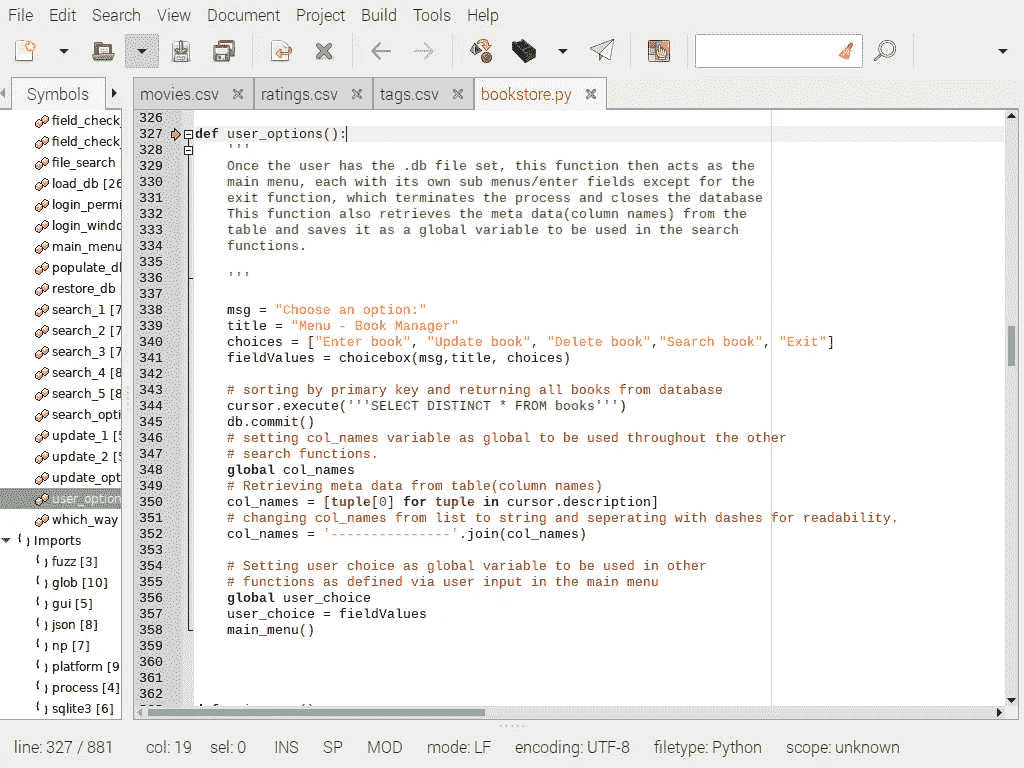 File Edit Search View Document Project Build Tools Help
Symbols
movies.csv ratings.csv tags.csv bookstore.py
field_check
field_check
file_search
load_db [26
login_permi
login_windo
main_menu
populate_d
restore_db
search_1 [7
search_2 [7
search_3 [7
search_4 [8
search_5 [8
search_opti
update_1 [5
update_2 [5
update_opt
user_option
which_way
Imports
fuzz [3]
glob [10]
gui [5]
json [8]
np [7]
platform [9
process [4]
sqlite3 [6]
326
327 def user_options():
328 '''
329 Once the user has the .db file set, this function then acts as the
330 main menu, each with its own sub menus/enter fields except for the
331 exit function, which terminates the process and closes the database
332 This function also retrieves the meta data(column names) from the
333 table and saves it as a global variable to be used in the search
334 functions.
335
336 '''
337
338 msg = "Choose an option:"
339 title = "Menu - Book Manager"
340 choices = ["Enter book", "Update book", "Delete book","Search book", "Exit"]
341 fieldValues = choicebox(msg,title, choices)
342
343 # sorting by primary key and returning all books from database
344 cursor.execute('''SELECT DISTINCT * FROM books''')
345 db.commit()
346 # setting col_names variable as global to be used throughout the other
347 # search functions.
348 global col_names
349 # Retrieving meta data from table(column names)
350 col_names = [tuple[0] for tuple in cursor.description]
351 # changing col_names from list to string and seperating with dashes for readability.
352 col_names = '---------------'.join(col_names)
353
354 # Setting user choice as global variable to be used in other
355 # functions as defined via user input in the main menu
356 global user_choice
357 user_choice = fieldValues
358 main_menu()
359
360
361
362
line: 327 / 881 col: 19 sel: 0 INS SP MOD mode: LF encoding: UTF-8 filetype: Python scope: unknown